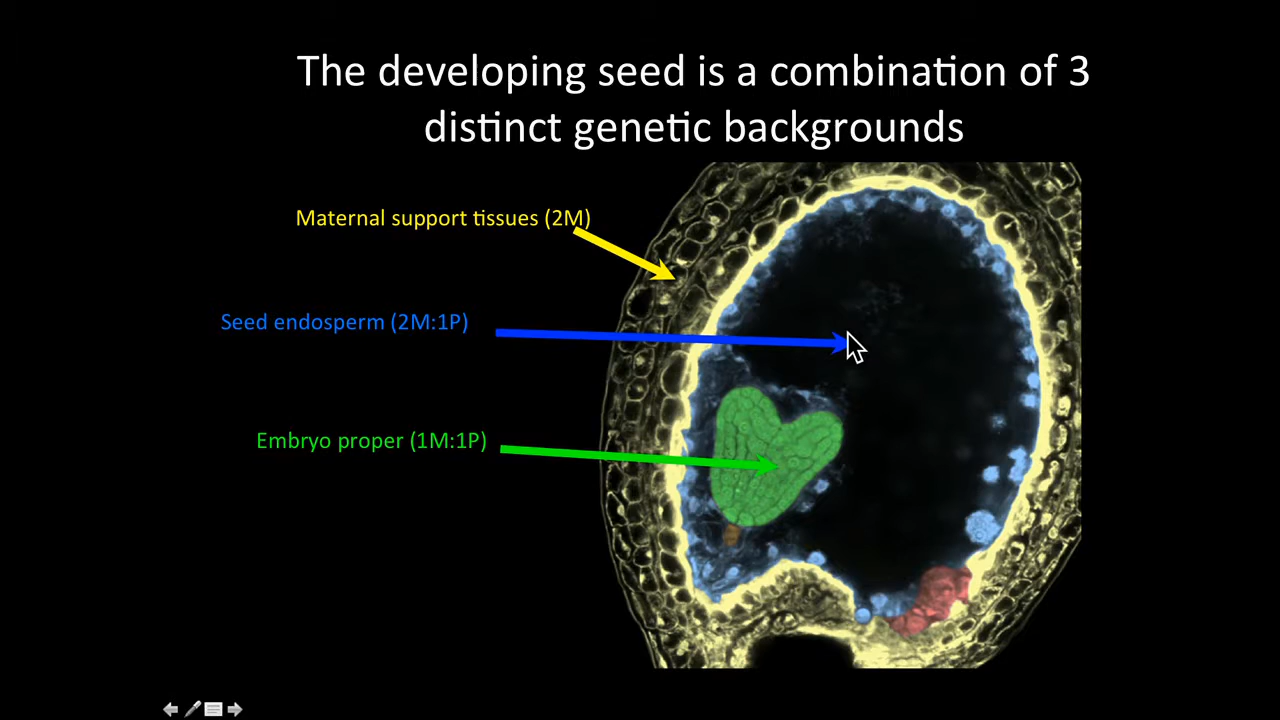 The developing seed is a combination of 3
distinct genetic backgrounds
Maternal support tissues (2M)
Seed endosperm (2M:1P)
Embryo proper (1M:1P)